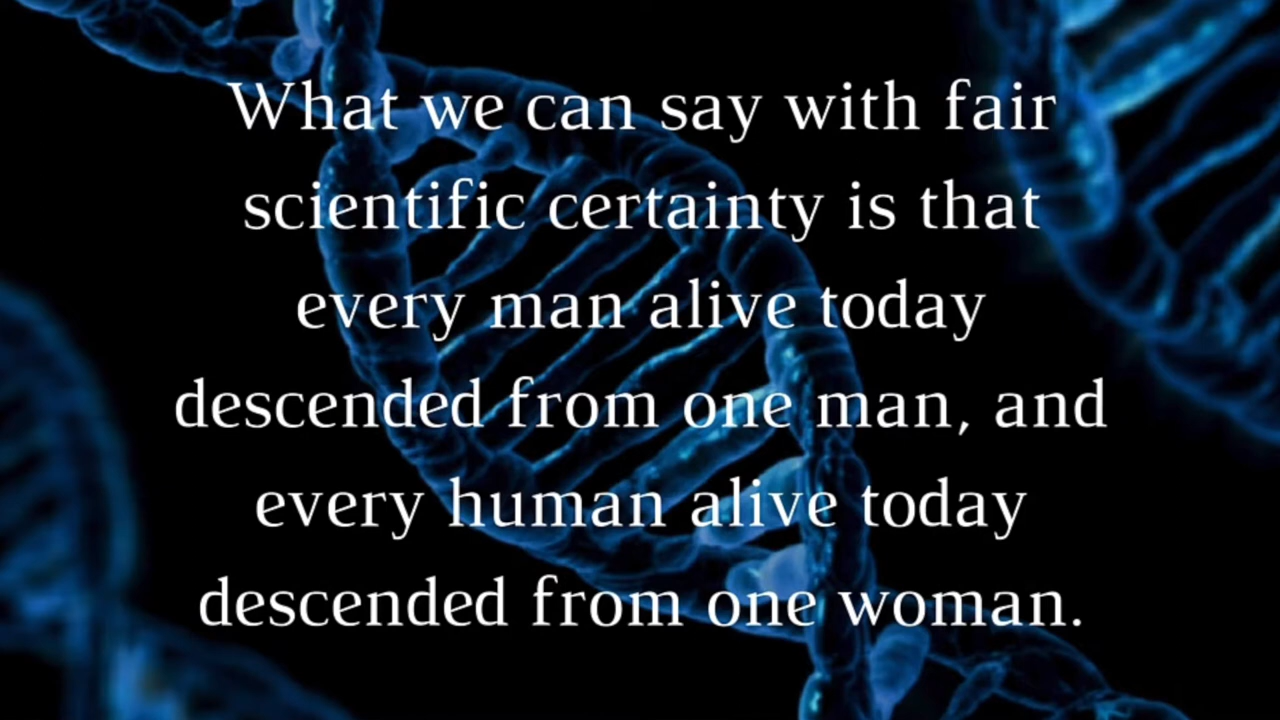 What we can say with fair
scientific certainty is that
every man alive today
descended from one man, and
every human alive today
descended from one woman.